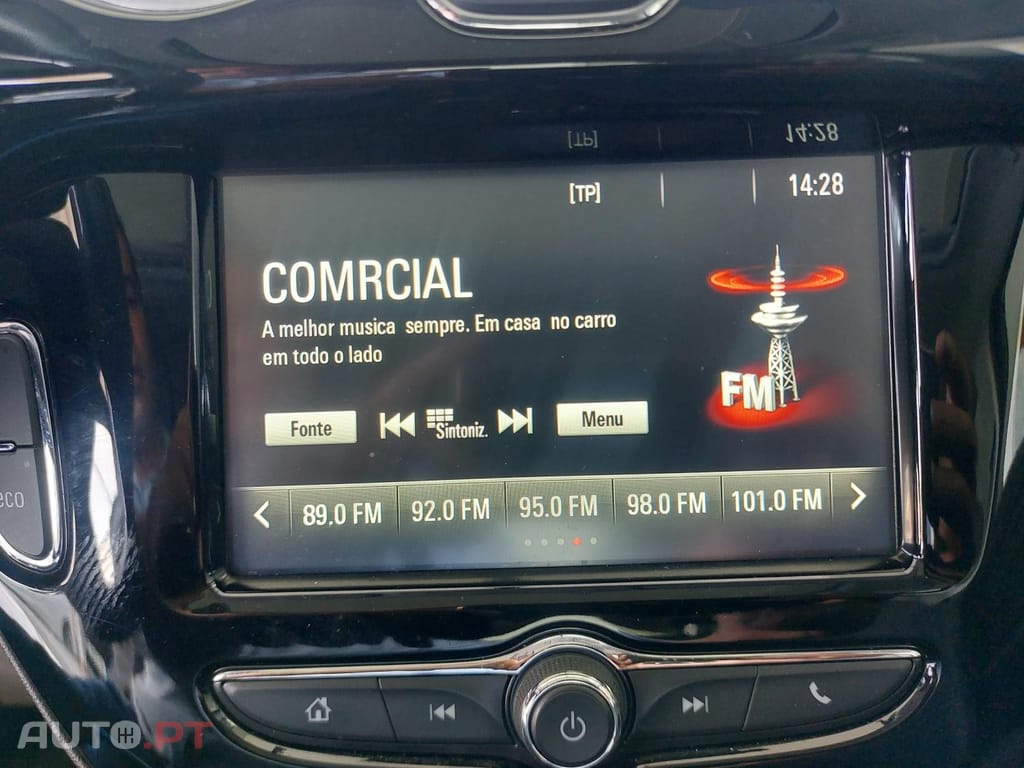 [TP] 14:28
[TP] 14:28
COMRCIAL
A melhor musica sempre. Em casa no carro
em todo o lado
FM
Fonte Sintoniz. Menu
89.0 FM 92.0 FM 95.0 FM 98.0 FM 101.0 FM
eco
AUTO.PT